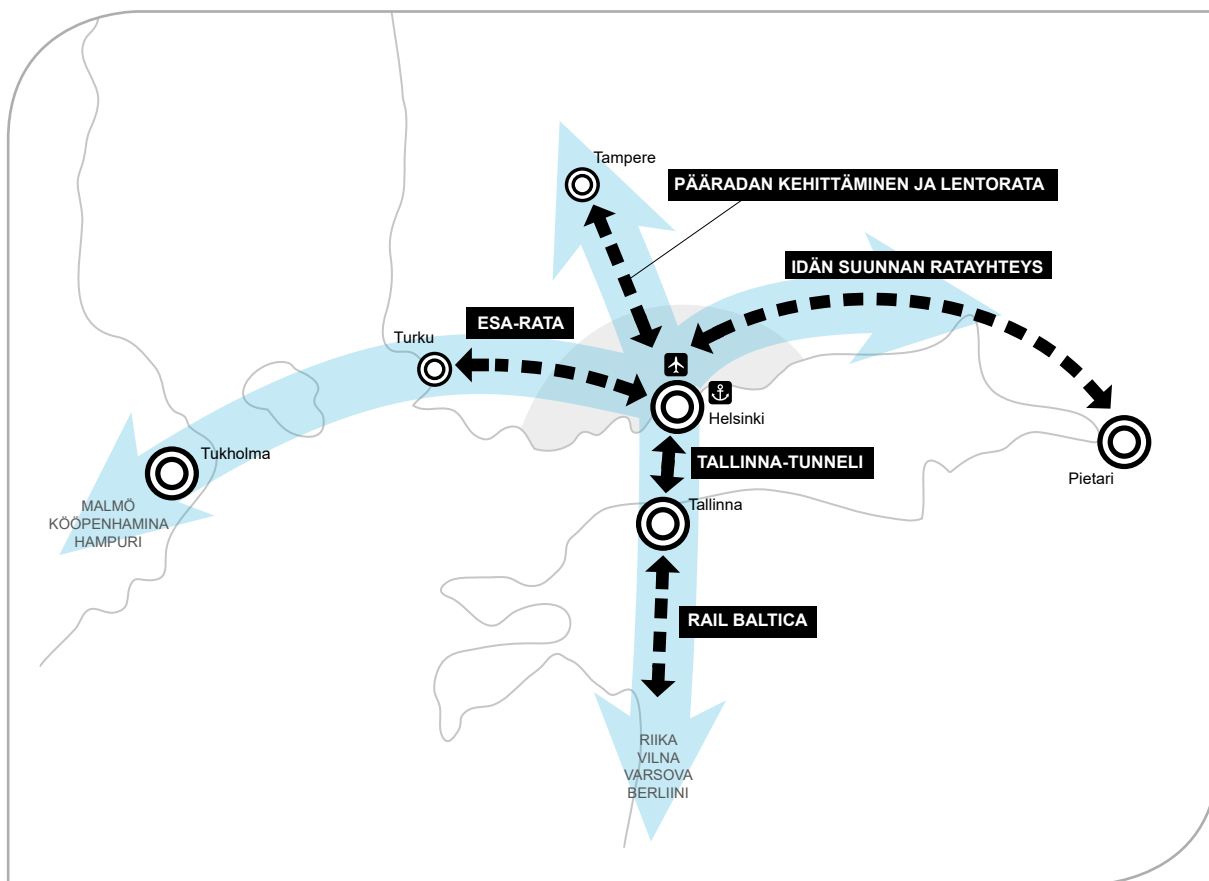 Tampere
PÄÄRADAN KEHITTÄMINEN JA LENTORATA
IDÄN SUUNNAN RATAYHTEYS
ESA-RATA
Turku
Helsinki
Tukholma
TALLINNA-TUNNELI
Pietari
MALMÖ
KÖÖPENHAMINA
HAMPURI
Tallinna
RAIL BALTICA
RIIKA
VILNA
VARSOVA
BERLIINI